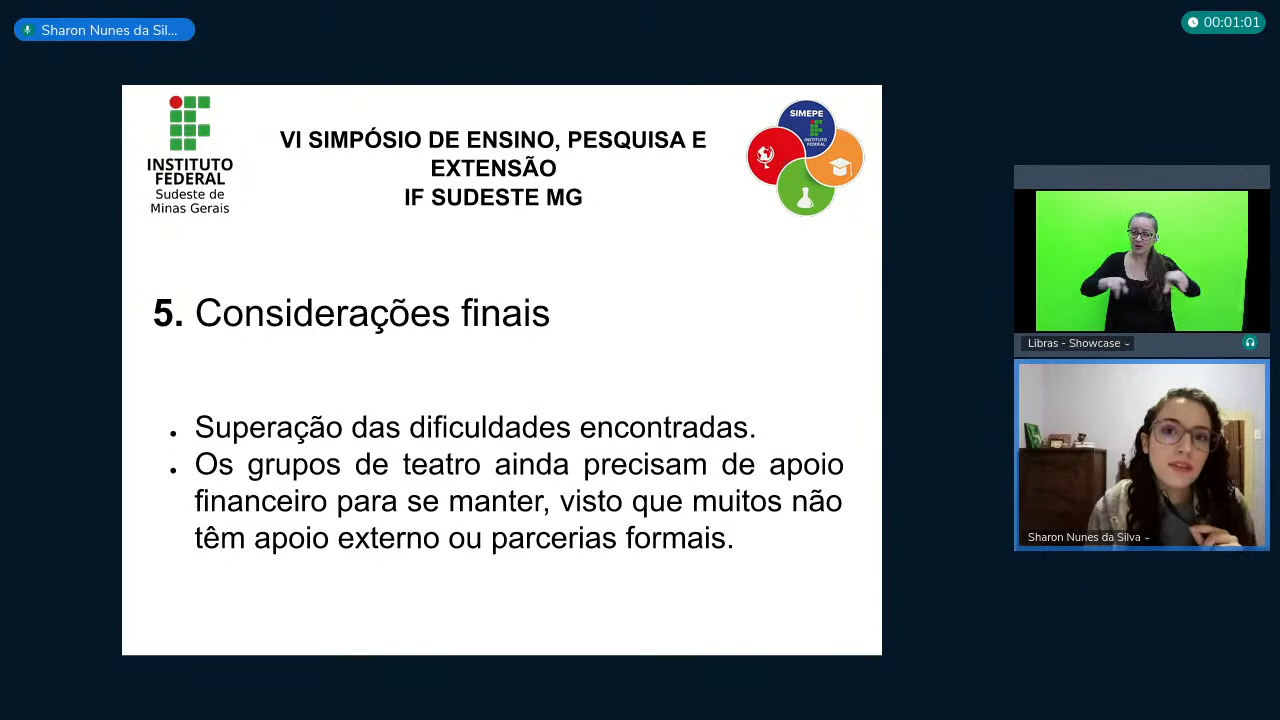 Sharon Nunes da Sil...
00:01:01
INSTITUTO
FEDERAL
Sudeste de
Minas Gerais
VI SIMPÓSIO DE ENSINO, PESQUISA E
EXTENSÃO
IF SUDESTE MG
SIMEPE
INSTITUTO
FEDERAL
5. Considerações finais
• Superação das dificuldades encontradas.
• Os grupos de teatro ainda precisam de apoio
financeiro para se manter, visto que muitos não
têm apoio externo ou parcerias formais.
Libras - Showcase
Sharon Nunes da Silva